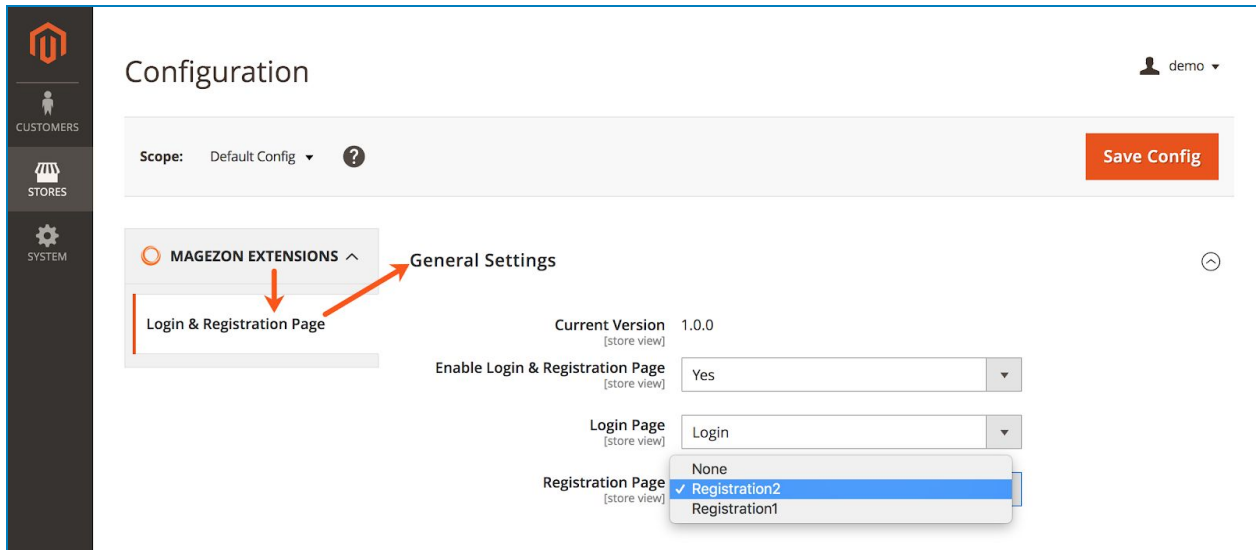 Configuration
demo
CUSTOMERS
Scope: Default Config ?
Save Config
STORES
SYSTEM
MAGEZON EXTENSIONS
General Settings
Login & Registration Page
Current Version 1.0.0
[store view]
Enable Login & Registration Page Yes
[store view]
Login Page Login
[store view]
None
Registration Page ✓ Registration2
[store view]
Registration1